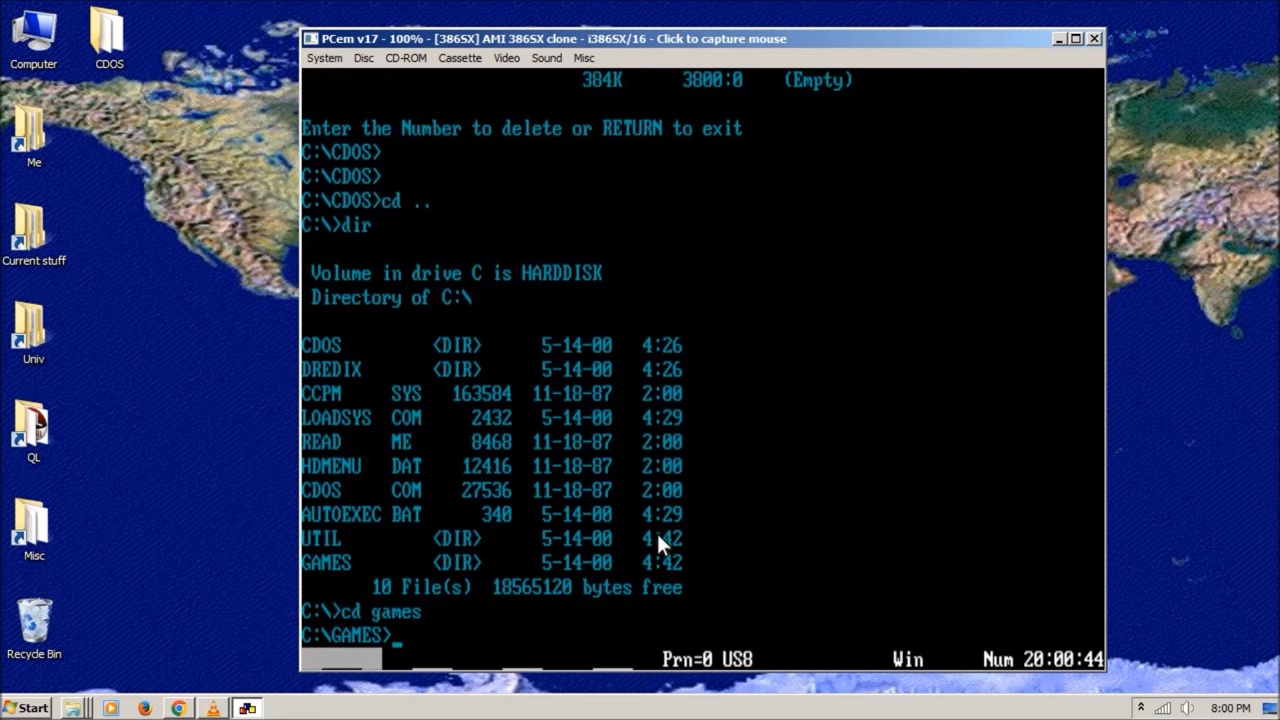 Computer
CDOS
Me
Current stuff
Univ
QL
Misc
Recycle Bin
PCem v17 - 100% - [386SX] AMI 386SX clone - i386SX/16 - Click to capture mouse
System Disc CD-ROM Cassette Video Sound Misc
384K 3800:0 (Empty)
Enter the Number to delete or RETURN to exit
C:\CDOS>
C:\CDOS>
C:\CDOS>cd ..
C:\>dir
Volume in drive C is HARDDISK
Directory of C:\
CDOS <DIR> 5-14-00 4:26
DREDIX <DIR> 5-14-00 4:26
CCPM SYS 163584 11-18-87 2:00
LOADSYS COM 2432 5-14-00 4:29
READ ME 8468 11-18-87 2:00
HDMENU DAT 12416 11-18-87 2:00
CDOS COM 27536 11-18-87 2:00
AUTOEXEC BAT 340 5-14-00 4:29
UTIL <DIR> 5-14-00 4:42
GAMES <DIR> 5-14-00 4:42
10 File(s) 18565120 bytes free
C:\>cd games
C:\GAMES>_
Prn=0 US8 Win Num 20:00:44
Start 8:00 PM